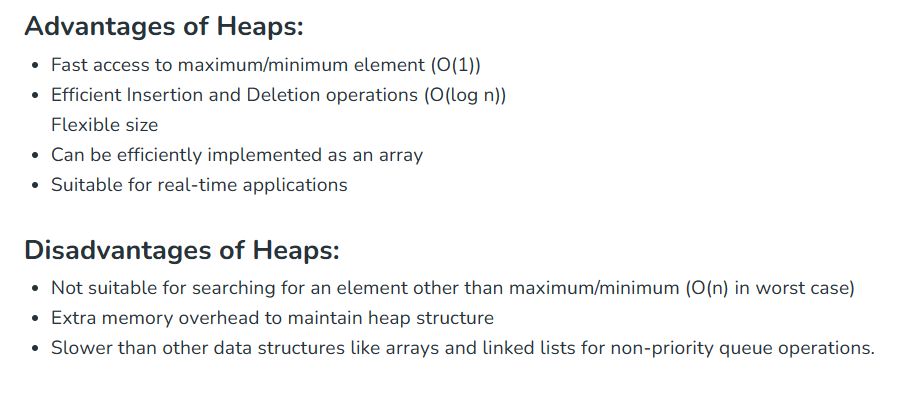 Advantages of Heaps:
• Fast access to maximum/minimum element (O(1))
• Efficient Insertion and Deletion operations (O(log n))
Flexible size
• Can be efficiently implemented as an array
• Suitable for real-time applications
Disadvantages of Heaps:
• Not suitable for searching for an element other than maximum/minimum (O(n) in worst case)
• Extra memory overhead to maintain heap structure
• Slower than other data structures like arrays and linked lists for non-priority queue operations.